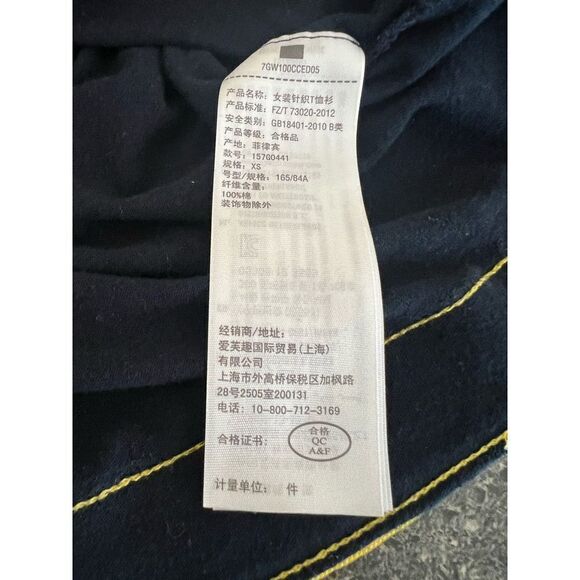 7GW100CCED05
产品名称: 女装针织T恤衫
产品标准: FZ/T 73020-2012
安全类别: GB18401-2010 B类
产品等级: 合格品
产地: 菲律宾
款号: 15700441
规格: XS
号型/规格: 165/84A
纤维含量:
100%棉
装饰物除外
经销商/地址:
爱芙趣国际贸易(上海)
有限公司
上海市外高桥保税区加枫路
28号2505室200131
电话: 10-800-712-3169
合格证书:
合格
QC
A&F
计量单位: 件